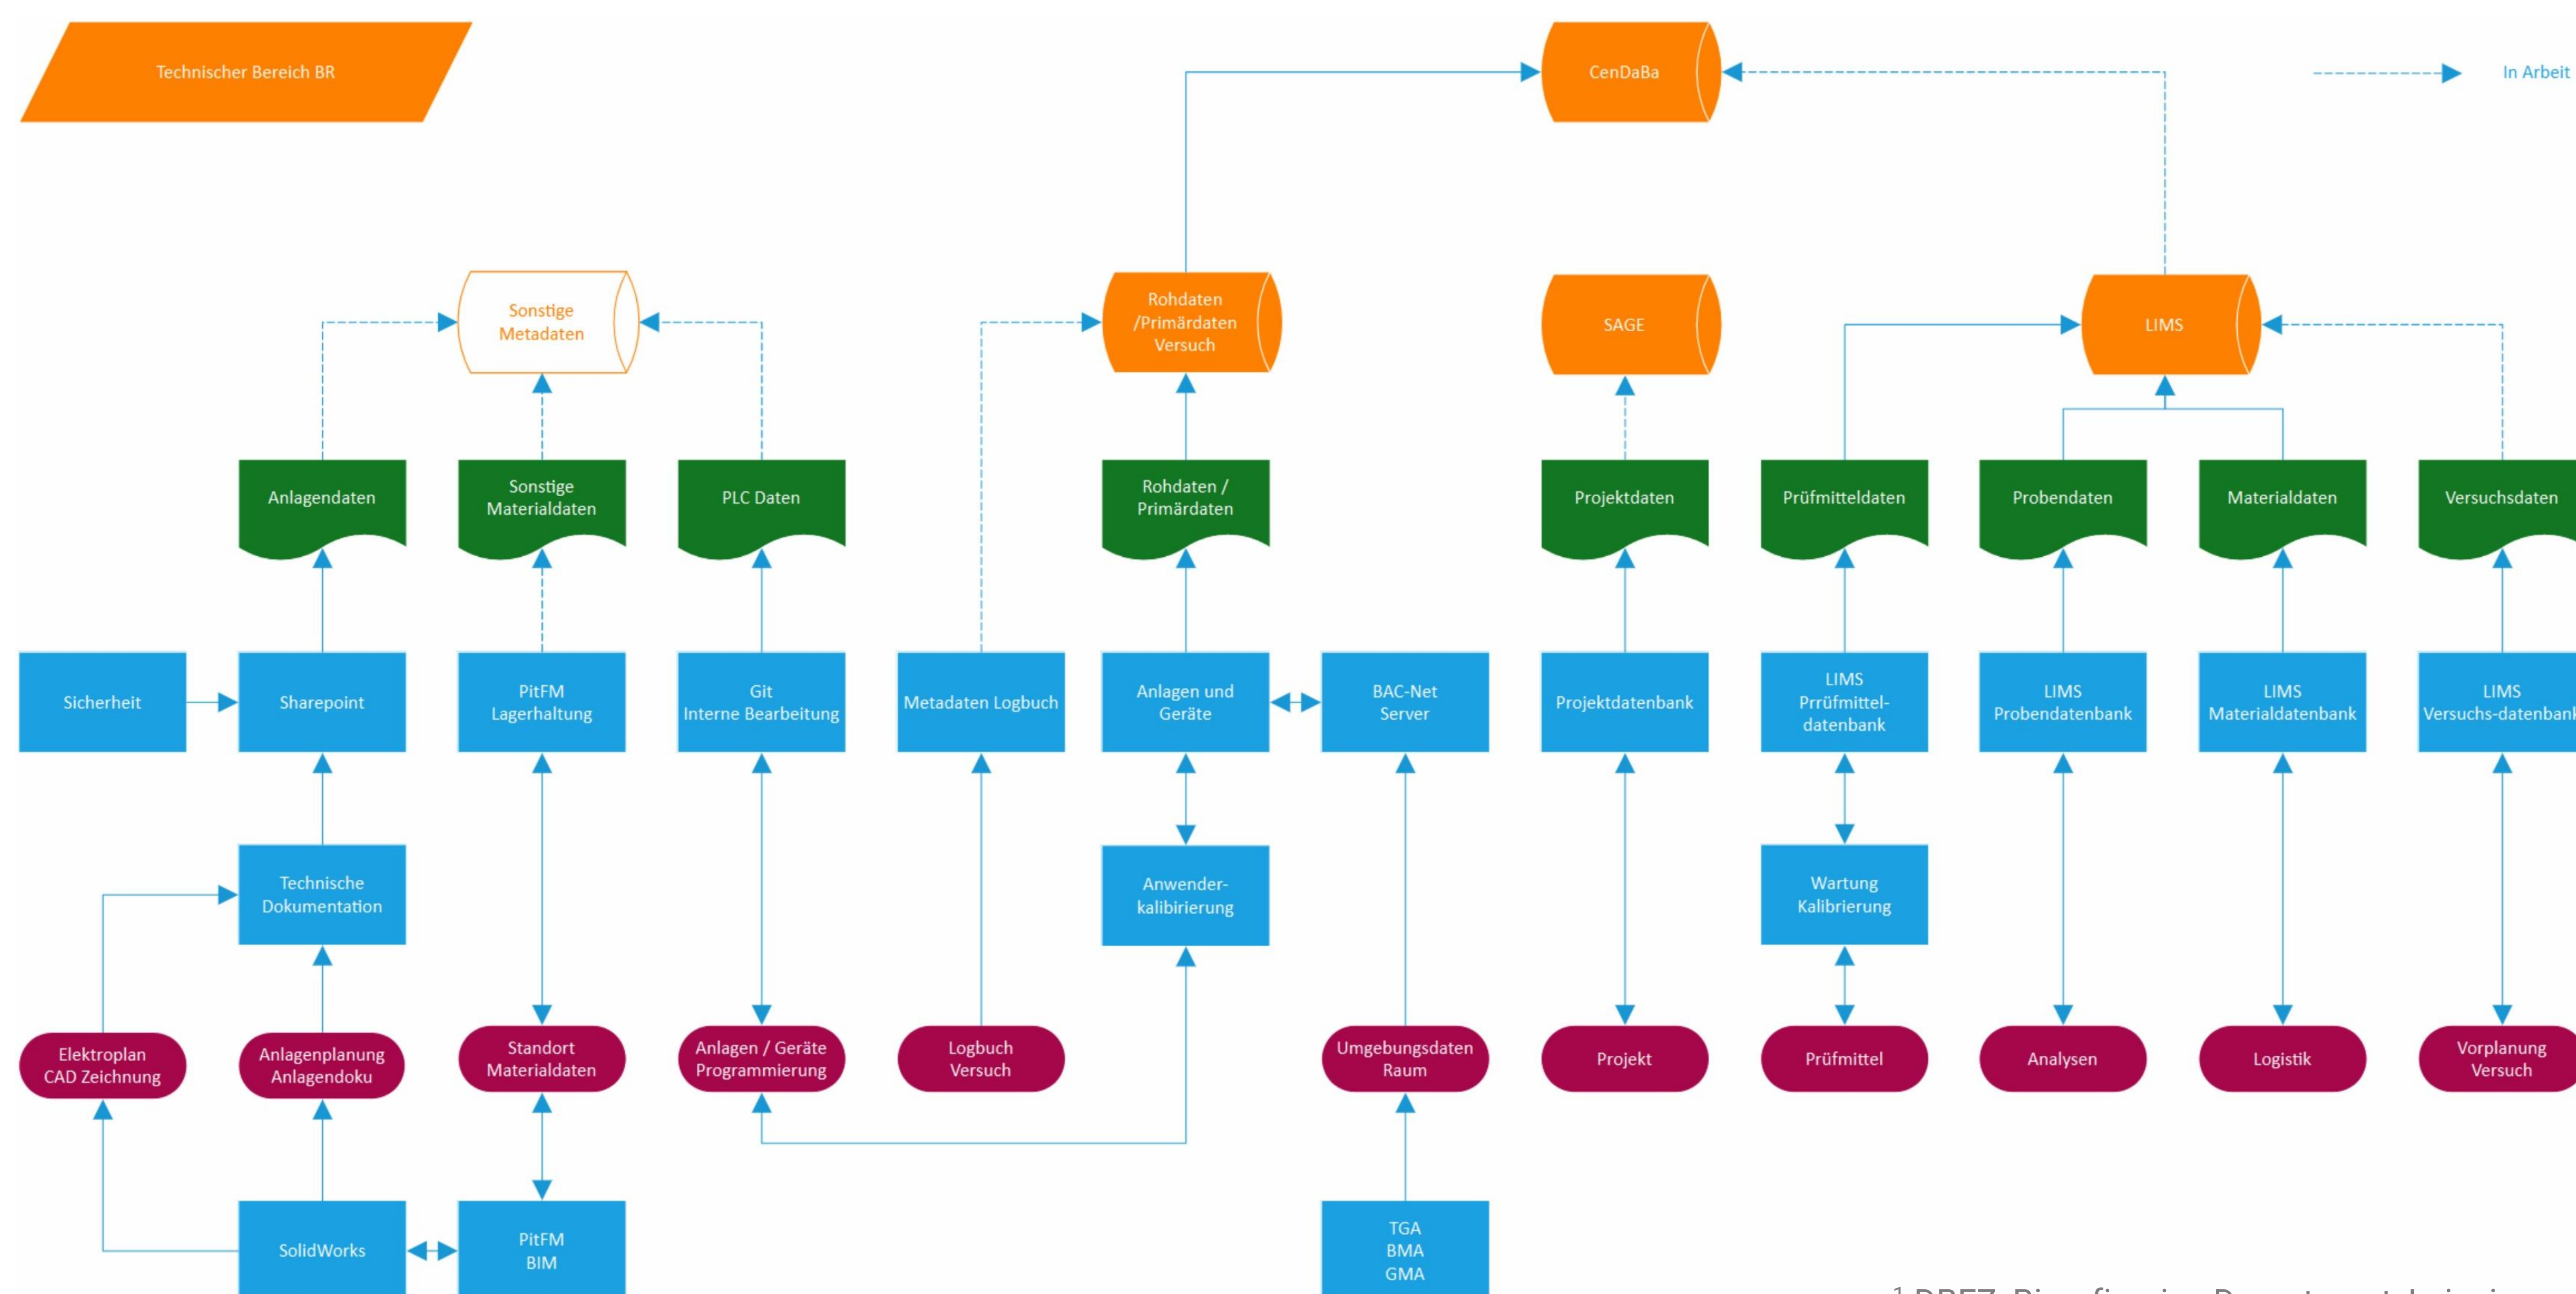 Technischer Bereich BR
CenDaBa
In Arbeit
Sonstige
Metadaten
Rohdaten
/Primärdaten
Versuch
SAGE
LIMS
Anlagendaten
Sonstige
Materialdaten
PLC Daten
Rohdaten /
Primärdaten
Projektdaten
Prüfmitteldaten
Probendaten
Materialdaten
Versuchsdaten
Sicherheit
Sharepoint
PitFM
Lagerhaltung
Git
Interne Bearbeitung
Metadaten Logbuch
Anlagen und
Geräte
BAC-Net
Server
Projektdatenbank
LIMS
Prrüfmittel-
datenbank
LIMS
Probendatenbank
LIMS
Materialdatenbank
LIMS
Versuchs-datenbank
Technische
Dokumentation
Anwender-
kalibirierung
Wartung
Kalibrierung
Elektroplan
CAD Zeichnung
Anlagenplanung
Anlagendoku
Standort
Materialdaten
Anlagen / Geräte
Programmierung
Logbuch
Versuch
Umgebungsdaten
Raum
Projekt
Prüfmittel
Analysen
Logistik
Vorplanung
Versuch
SolidWorks
PitFM
BIM
TGA
BMA
GMA